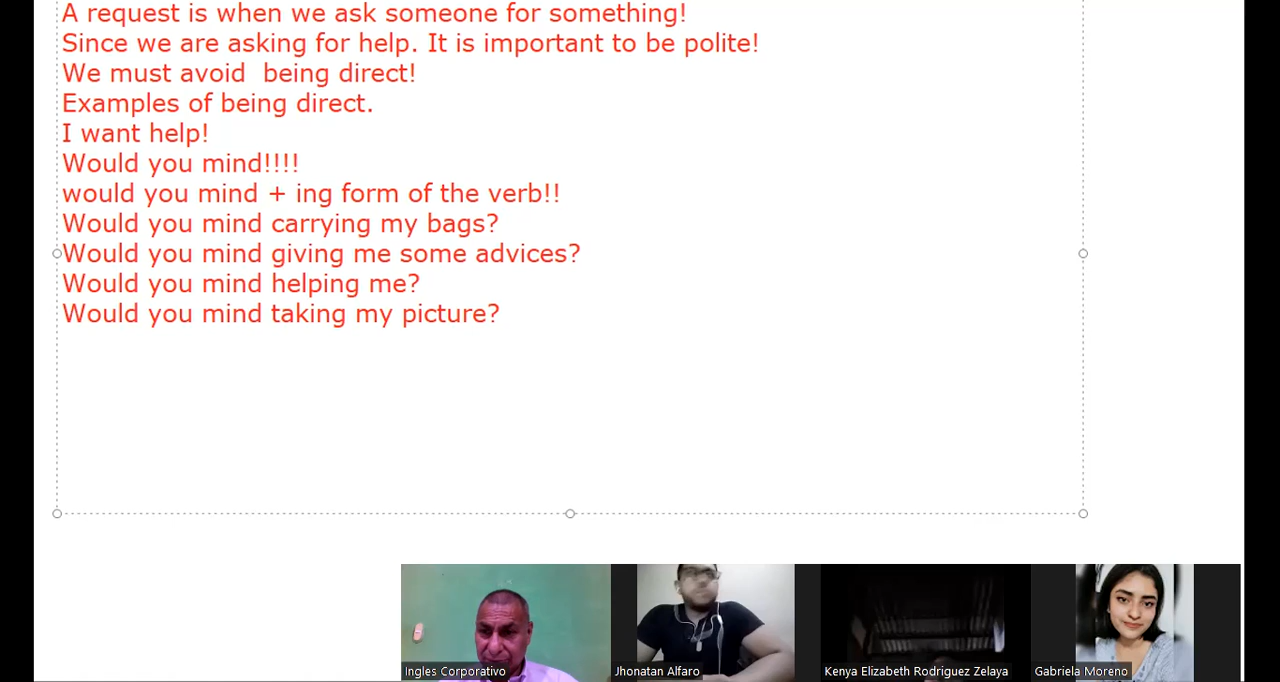 A request is when we ask someone for something!
Since we are asking for help. It is important to be polite!
We must avoid  being direct!
Examples of being direct.
I want help!
Would you mind!!!!
would you mind + ing form of the verb!!
Would you mind carrying my bags?
Would you mind giving me some advices?
Would you mind helping me?
Would you mind taking my picture?
Ingles Corporativo
Jhonatan Alfaro
Kenya Elizabeth Rodriguez Zelaya
Gabriela Moreno